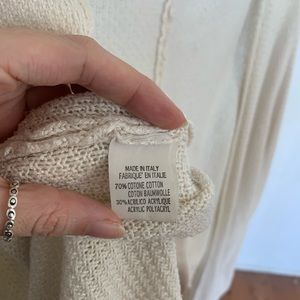 MADE IN ITALY
FABRIQUÉ EN ITALIE
70% COTONE COTTON
COTON BAUMWOLLE
30% ACRILICO ACRYLIQUE
ACRYLIC POLYACRYL